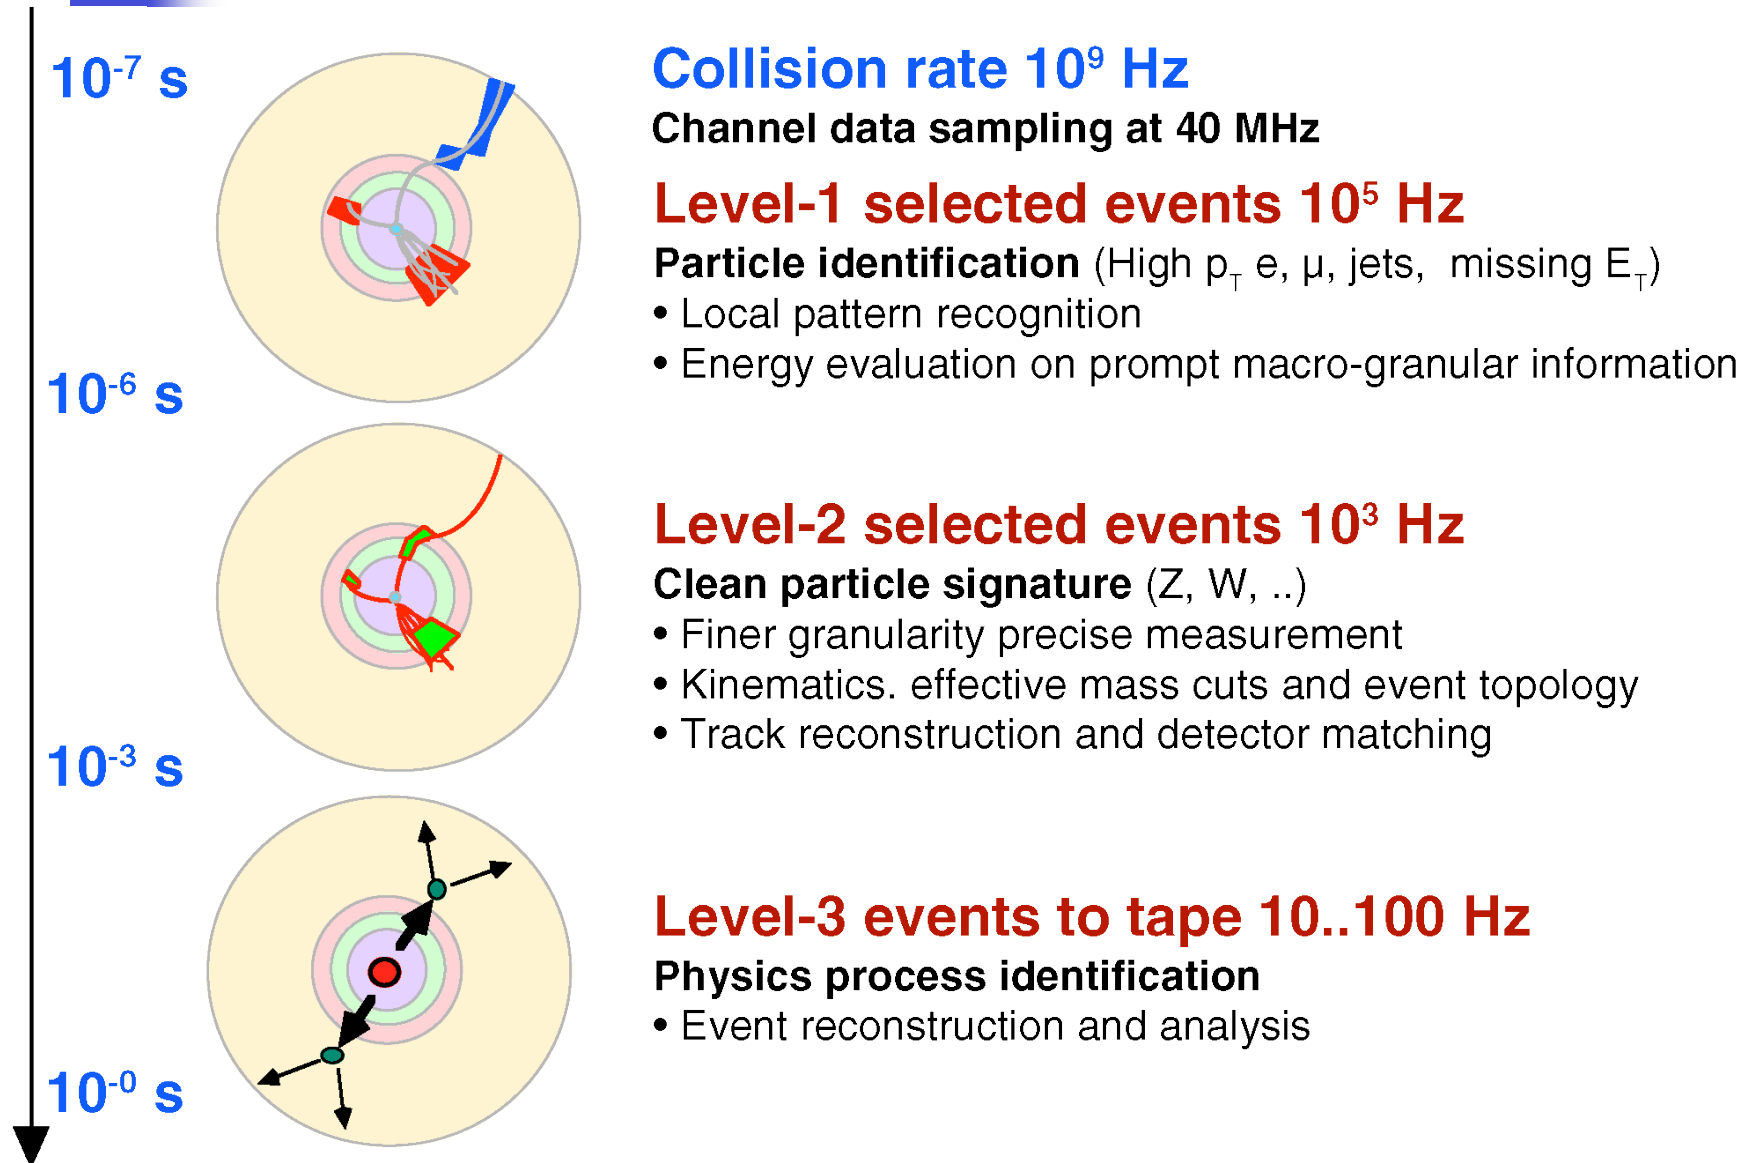 10⁻⁷ s
Collision rate 10⁹ Hz
Channel data sampling at 40 MHz
Level-1 selected events 10⁵ Hz
Particle identification (High p_T e, µ, jets, missing E_T)
• Local pattern recognition
• Energy evaluation on prompt macro-granular information
10⁻⁶ s
Level-2 selected events 10³ Hz
Clean particle signature (Z, W, ..)
• Finer granularity precise measurement
• Kinematics. effective mass cuts and event topology
• Track reconstruction and detector matching
10⁻³ s
Level-3 events to tape 10..100 Hz
Physics process identification
• Event reconstruction and analysis
10⁻⁰ s